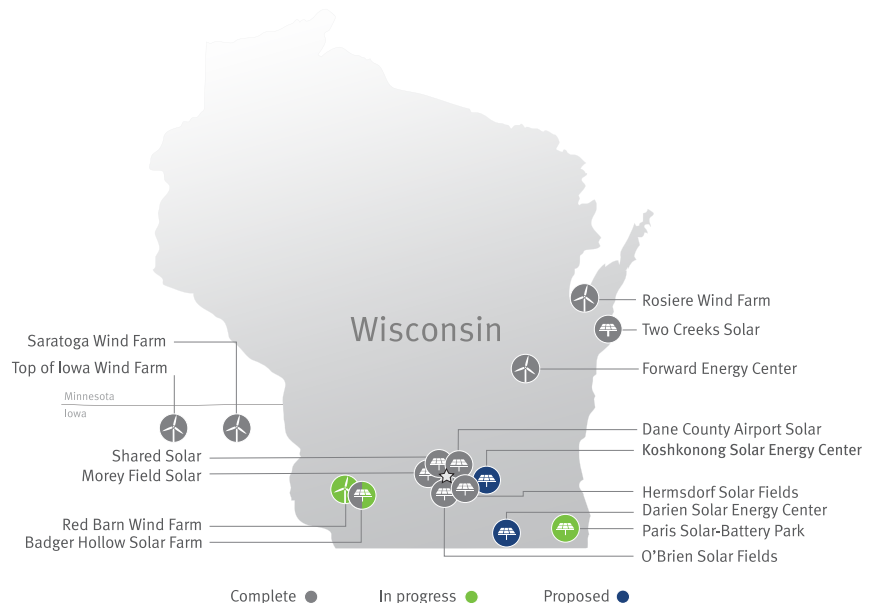 Wisconsin
Saratoga Wind Farm
Top of Iowa Wind Farm
Minnesota
Iowa
Shared Solar
Morey Field Solar
Red Barn Wind Farm
Badger Hollow Solar Farm
Rosiere Wind Farm
Two Creeks Solar
Forward Energy Center
Dane County Airport Solar
Koshkonong Solar Energy Center
Hermsdorf Solar Fields
Darien Solar Energy Center
Paris Solar-Battery Park
O'Brien Solar Fields
Complete
In progress
Proposed